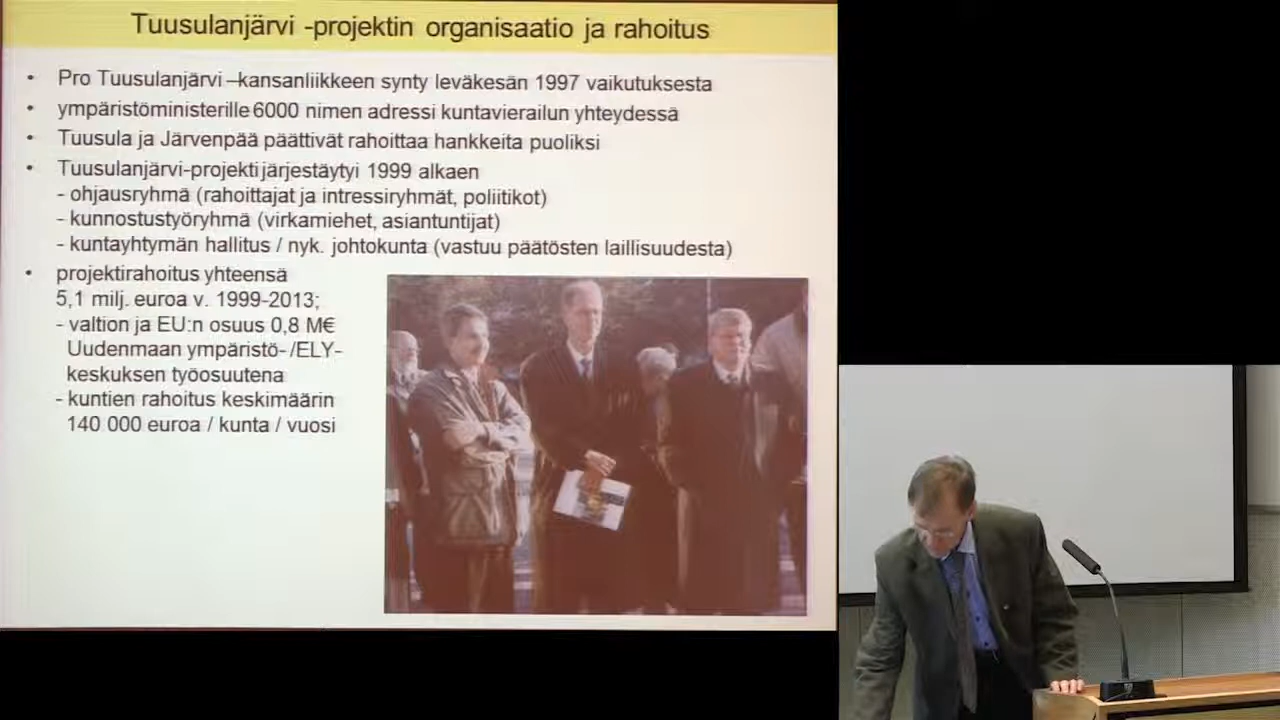 Tuusulanjärvi -projektin organisaatio ja rahoitus
• Pro Tuusulanjärvi –kansanliikkeen synty leväkesän 1997 vaikutuksesta
• ympäristöministerille 6000 nimen adressi kuntavierailun yhteydessä
• Tuusula ja Järvenpää päättivät rahoittaa hankkeita puoliksi
• Tuusulanjärvi-projekti järjestäytyi 1999 alkaen
- ohjausryhmä (rahoittajat ja intressiryhmät, poliitikot)
- kunnostustyöryhmä (virkamiehet, asiantuntijat)
- kuntayhtymän hallitus / nyk. johtokunta (vastuu päätösten laillisuudesta)
• projektirahoitus yhteensä
5,1 milj. euroa v. 1999-2013;
- valtion ja EU:n osuus 0,8 M€
Uudenmaan ympäristö- /ELY-
keskuksen työosuutena
- kuntien rahoitus keskimäärin
140 000 euroa / kunta / vuosi